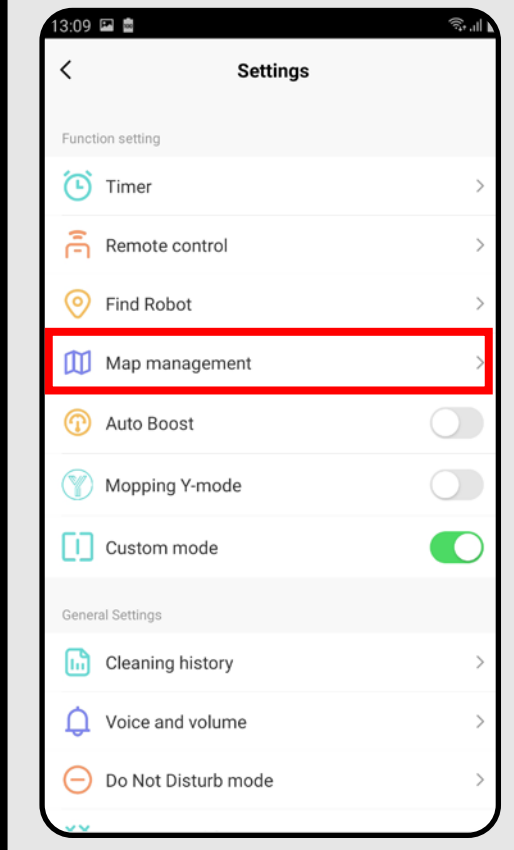 13:09
Settings
Function setting
Timer
Remote control
Find Robot
Map management
Auto Boost
Mopping Y-mode
Custom mode
General Settings
Cleaning history
Voice and volume
Do Not Disturb mode